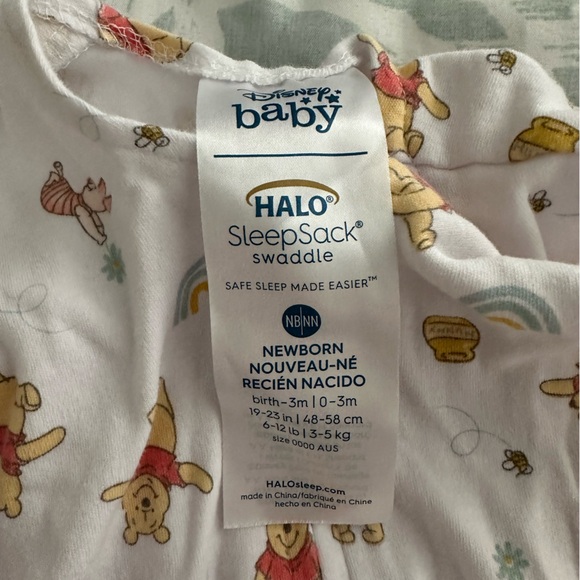 Disney
baby
HALO®
SleepSack®
swaddle
SAFE SLEEP MADE EASIER™
NB|NN
NEWBORN
NOUVEAU-NÉ
RECIÉN NACIDO
birth-3m | 0-3m
19-23 in | 48-58 cm
6-12 lb | 3-5 kg
size 0000 AUS
HALOsleep.com
made in China/fabriqué en Chine
hecho en China
HUNNY